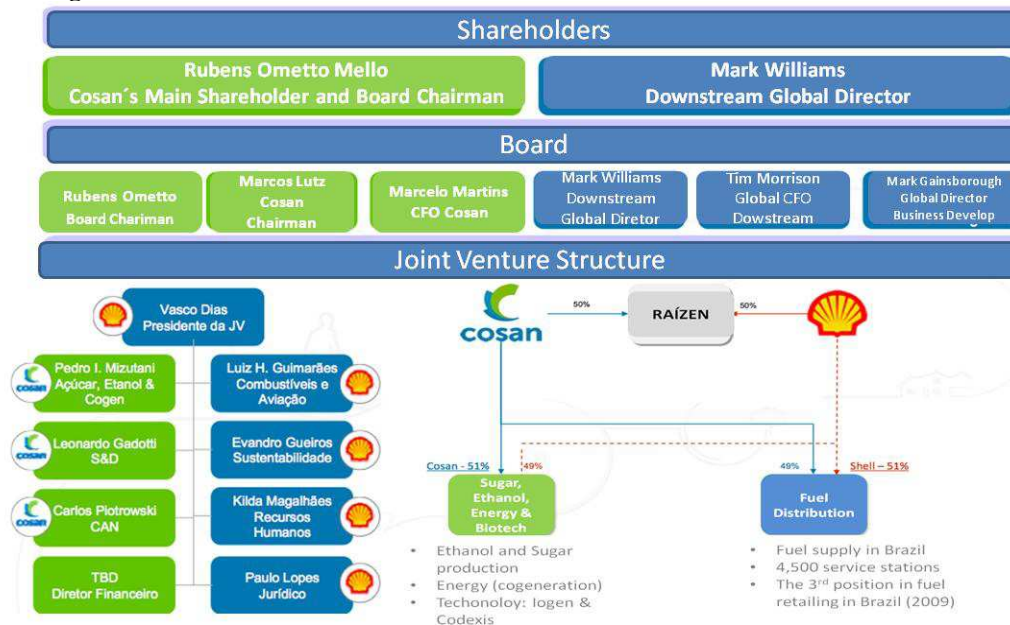 Shareholders
Rubens Ometto Mello
Cosan´s Main Shareholder and Board Chairman
Mark Williams
Downstream Global Director
Board
Rubens Ometto
Board Chariman
Marcos Lutz
Cosan
Chairman
Marcelo Martins
CFO Cosan
Mark Williams
Downstream
Global Diretor
Tim Morrison
Global CFO
Dowstream
Mark Gainsborough
Global Director
Business Develop
Joint Venture Structure
Vasco Dias
Presidente da JV
cosan
Pedro I. Mizutani
Açúcar, Etanol &
Cogen
Luiz H. Guimarães
Combustíveis e
Aviação
cosan
Leonardo Gadotti
S&D
Evandro Gueiros
Sustentabilidade
cosan
Carlos Piotrowski
CAN
Kilda Magalhães
Recursos
Humanos
TBD
Diretor Financeiro
Paulo Lopes
Jurídico
cosan
50%
RAÍZEN
50%
Cosan - 51%
49%
49%
Shell – 51%
Sugar,
Ethanol,
Energy &
Biotech
Fuel
Distribution
• Ethanol and Sugar
production
• Energy (cogeneration)
• Techonoloy: Iogen &
Codexis
• Fuel supply in Brazil
• 4,500 service stations
• The 3rd position in fuel
retailing in Brazil (2009)